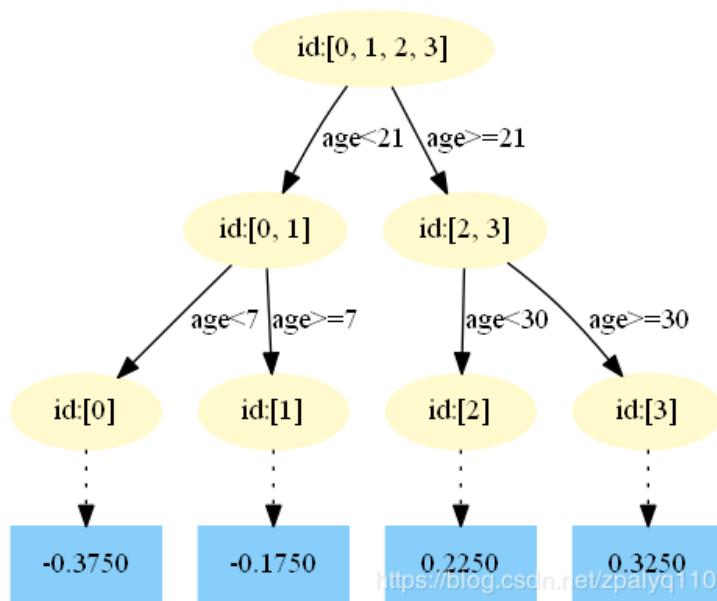 id:[0, 1, 2, 3]
age<21
age>=21
id:[0, 1]
id:[2, 3]
age<7
age>=7
age<30
age>=30
id:[0]
id:[1]
id:[2]
id:[3]
-0.3750
-0.1750
0.2250
0.3250
https://blog.csdn.net/zpalyq110